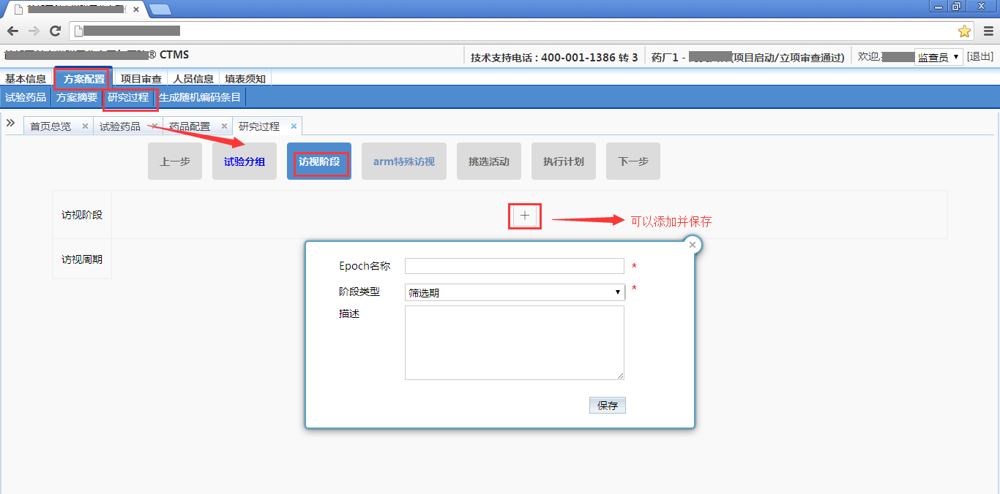 ® CTMS
技术支持电话：400-001-1386 转 3
药厂1 -
(项目启动/立项审查通过)
欢迎,
监查员
[退出]
基本信息 方案配置 项目审查 人员信息 填表须知
试验药品 方案摘要 研究过程 生成随机编码条目
首页总览 试验药品 药品配置 研究过程
上一步 试验分组 访视阶段 arm特殊访视 挑选活动 执行计划 下一步
访视阶段
+
可以添加并保存
访视周期
Epoch名称 *
阶段类型 筛选期 *
描述
保存